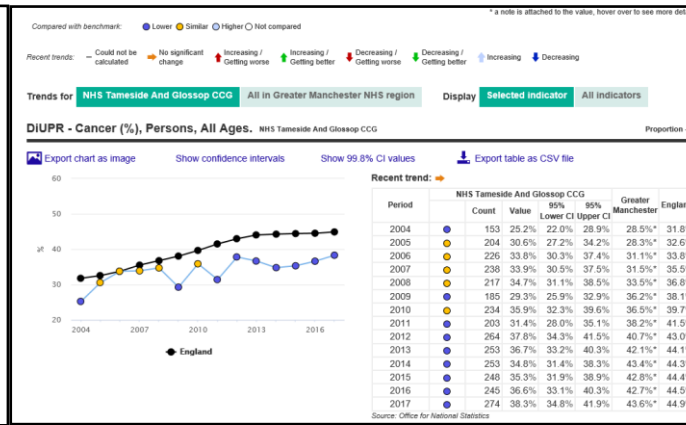 * a note is attached to the value, hover over to see more deta
Compared with benchmark: Lower Similar Higher Not compared
Recent trends: – Could not be calculated No significant change Increasing / Getting worse Increasing / Getting better Decreasing / Getting worse Decreasing / Getting better Increasing Decreasing
Trends for NHS Tameside And Glossop CCG All in Greater Manchester NHS region Display Selected indicator All indicators
DiUPR - Cancer (%), Persons, All Ages. NHS Tameside And Glossop CCG Proportion -
Export chart as image Show confidence intervals Show 99.8% CI values Export table as CSV file
60
50
40
30
20
%
2004 2007 2010 2013 2016
England
Recent trend:
Period NHS Tameside And Glossop CCG Greater Manchester Englan
Count Value 95% Lower CI 95% Upper CI
2004 153 25.2% 22.0% 28.9% 28.5%* 31.8
2005 204 30.6% 27.2% 34.2% 28.3%* 32.6
2006 226 33.8% 30.3% 37.4% 31.1%* 33.8
2007 238 33.9% 30.5% 37.5% 31.5%* 35.5
2008 217 34.7% 31.1% 38.5% 33.5%* 36.8
2009 185 29.3% 25.9% 32.9% 36.2%* 38.1
2010 234 35.9% 32.3% 39.6% 36.5%* 39.7
2011 203 31.4% 28.0% 35.1% 38.2%* 41.5
2012 264 37.8% 34.3% 41.5% 40.7%* 43.0
2013 253 36.7% 33.2% 40.3% 42.1%* 44.1
2014 253 34.8% 31.4% 38.3% 43.4%* 44.3
2015 248 35.3% 31.9% 38.9% 42.8%* 44.4
2016 245 36.6% 33.1% 40.3% 42.7%* 44.5
2017 274 38.3% 34.8% 41.9% 43.6%* 44.9
Source: Office for National Statistics